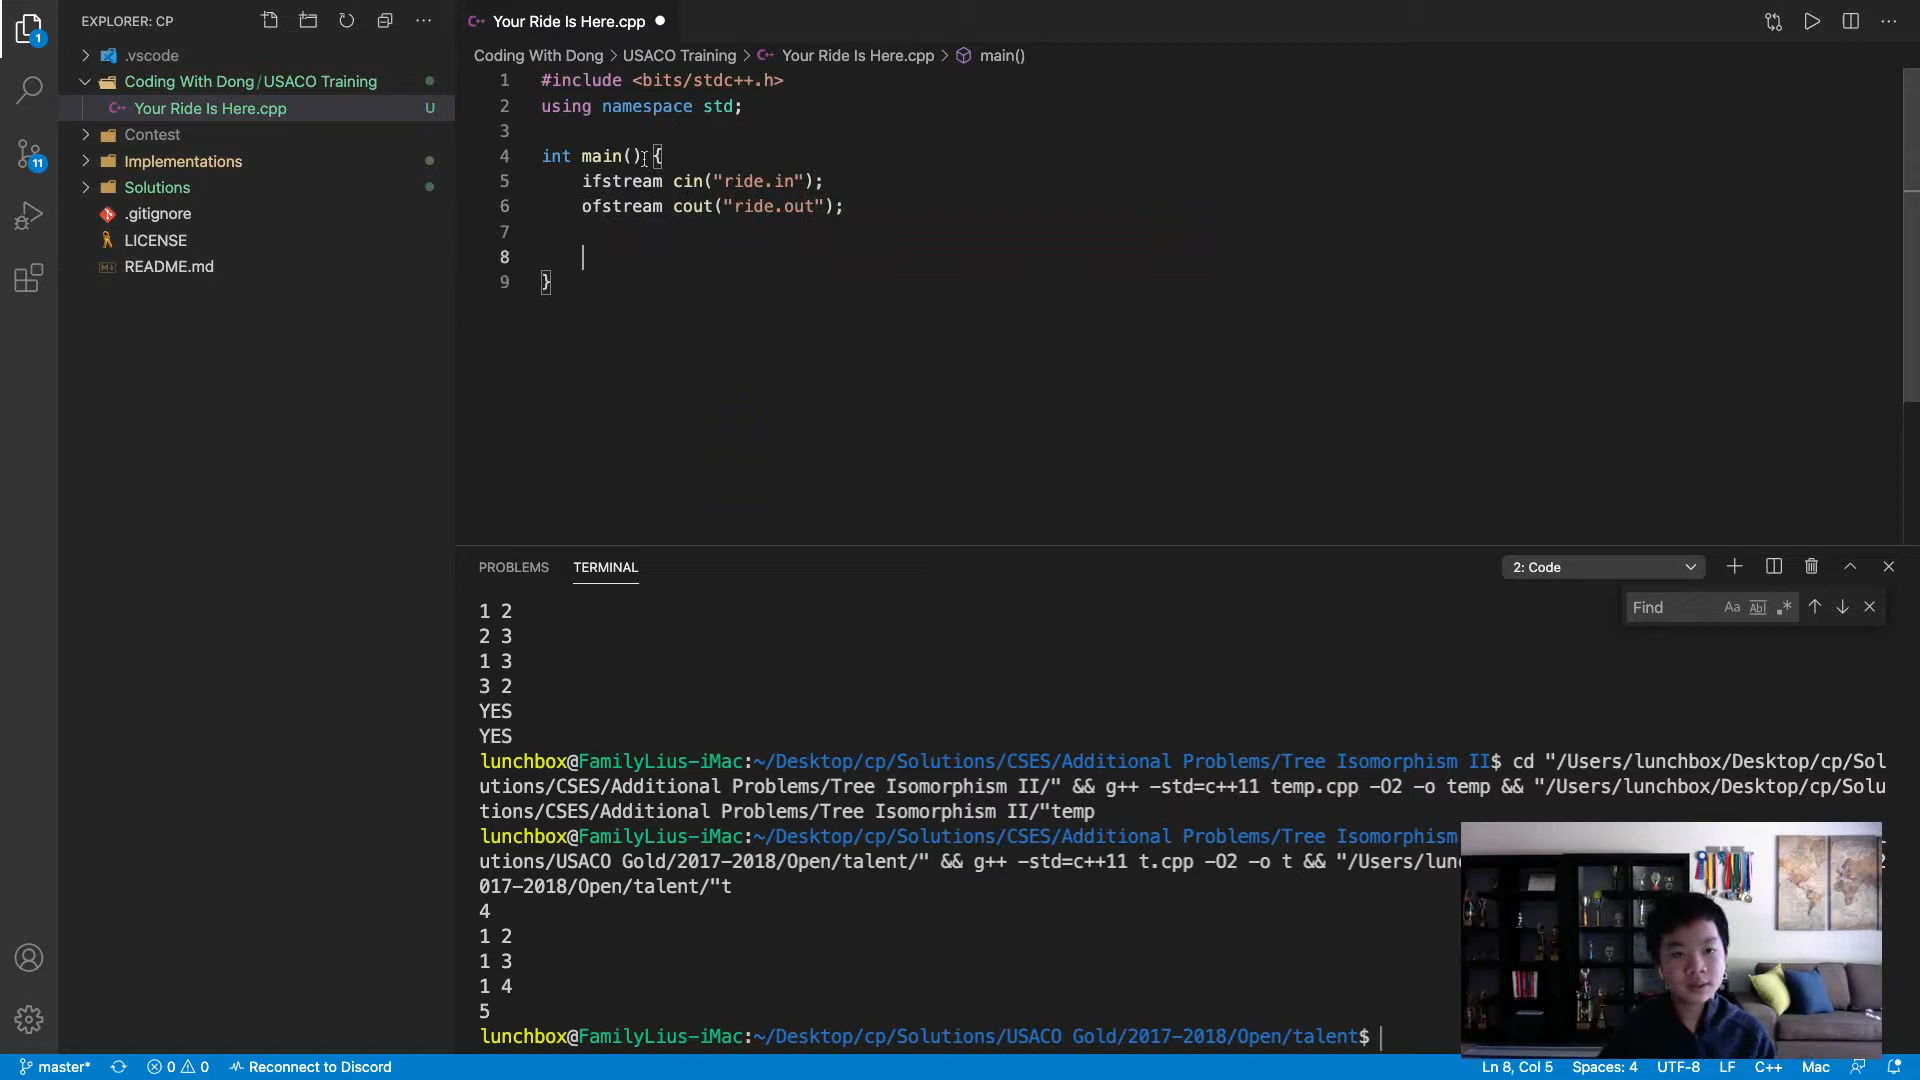 EXPLORER: CP
1
.vscode
Coding With Dong / USACO Training
Your Ride Is Here.cpp
U
Contest
Implementations
Solutions
.gitignore
LICENSE
README.md
11
Your Ride Is Here.cpp
Coding With Dong > USACO Training > Your Ride Is Here.cpp > main()
1 #include <bits/stdc++.h>
2 using namespace std;
3
4 int main() {
5 ifstream cin("ride.in");
6 ofstream cout("ride.out");
7
8
9 }
PROBLEMS TERMINAL
2: Code
Find Aa Abl .*
1 2
2 3
1 3
3 2
YES
YES
lunchbox@FamilyLius-iMac:~/Desktop/cp/Solutions/CSES/Additional Problems/Tree Isomorphism II$ cd "/Users/lunchbox/Desktop/cp/Sol
utions/CSES/Additional Problems/Tree Isomorphism II/" && g++ -std=c++11 temp.cpp -O2 -o temp && "/Users/lunchbox/Desktop/cp/Solu
tions/CSES/Additional Problems/Tree Isomorphism II/"temp
lunchbox@FamilyLius-iMac:~/Desktop/cp/Solutions/CSES/Additional Problems/Tree Isomorphism
utions/USACO Gold/2017-2018/Open/talent/" && g++ -std=c++11 t.cpp -O2 -o t && "/Users/lun
017-2018/Open/talent/"t
4
1 2
1 3
1 4
5
lunchbox@FamilyLius-iMac:~/Desktop/cp/Solutions/USACO Gold/2017-2018/Open/talent$
master* 0 0 Reconnect to Discord
Ln 8, Col 5 Spaces: 4 UTF-8 LF C++ Mac